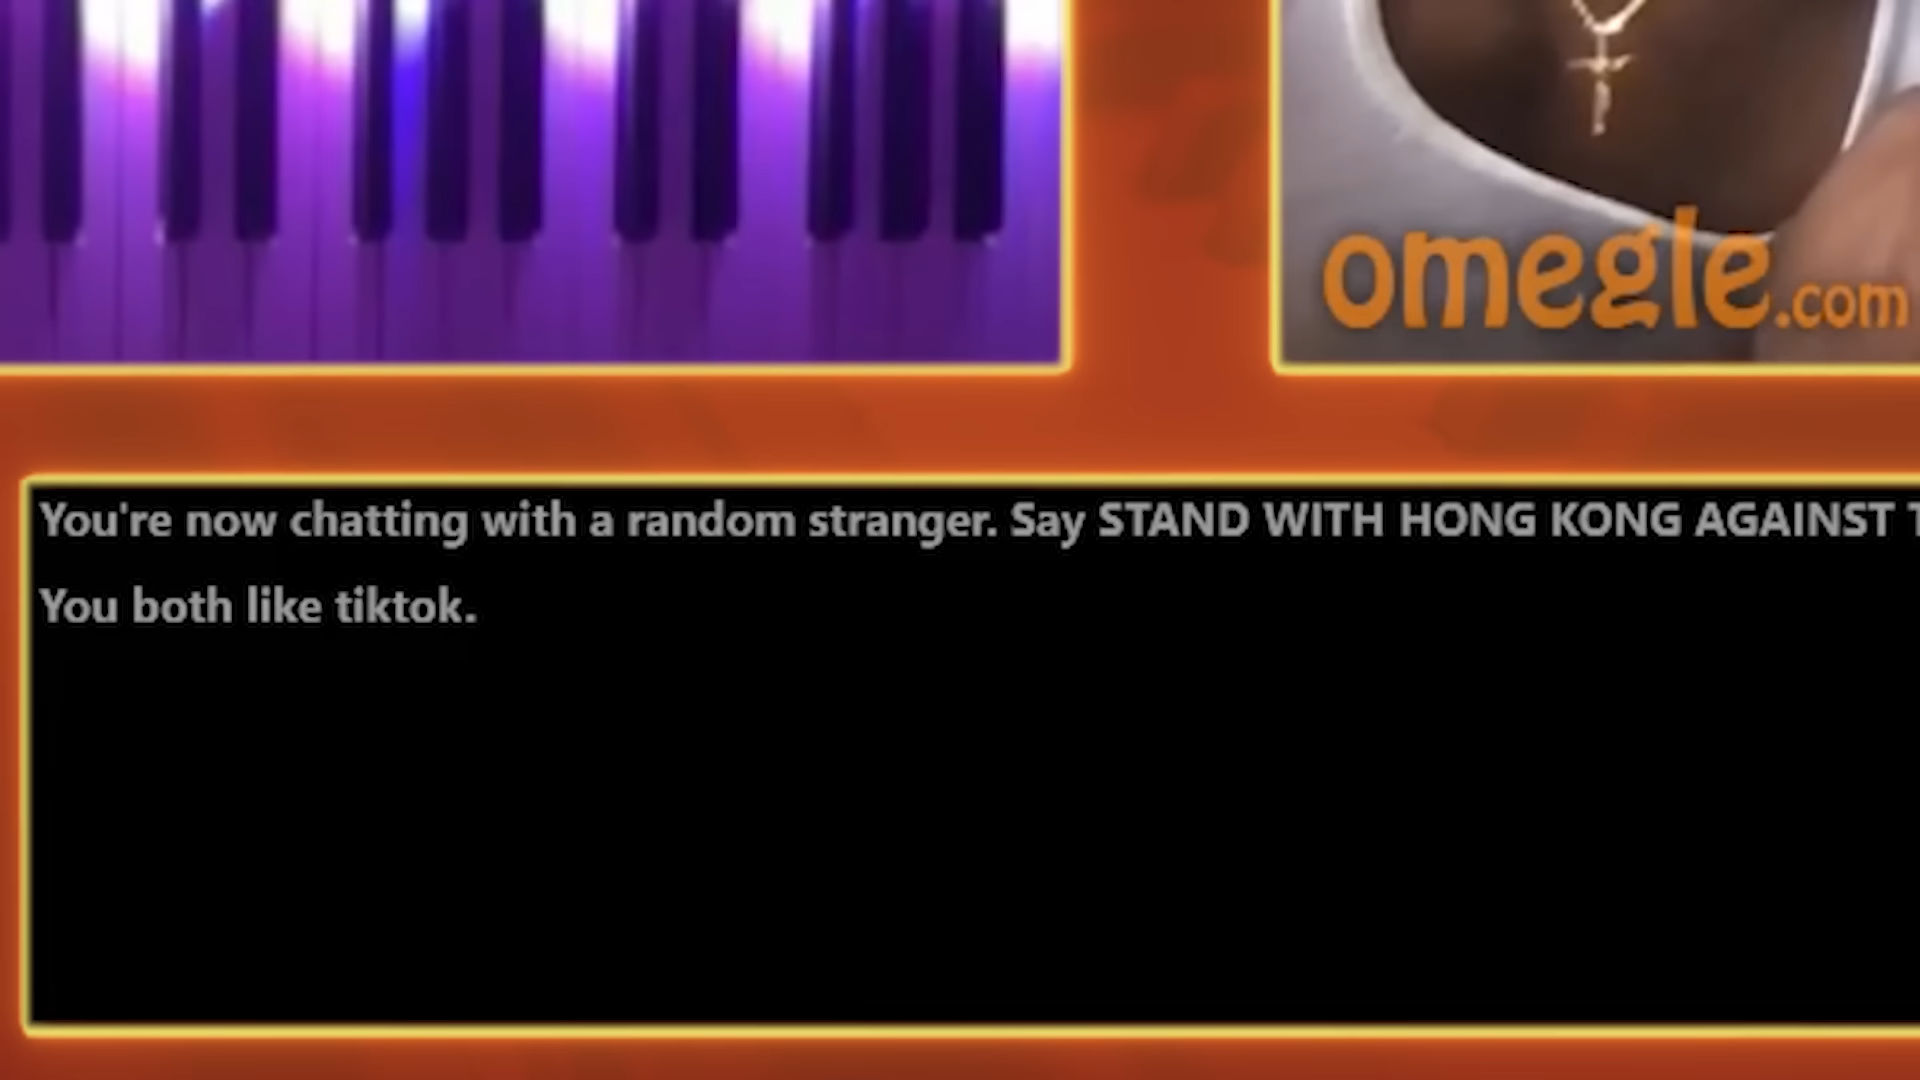 omegle.com
You're now chatting with a random stranger. Say STAND WITH HONG KONG AGAINST
You both like tiktok.